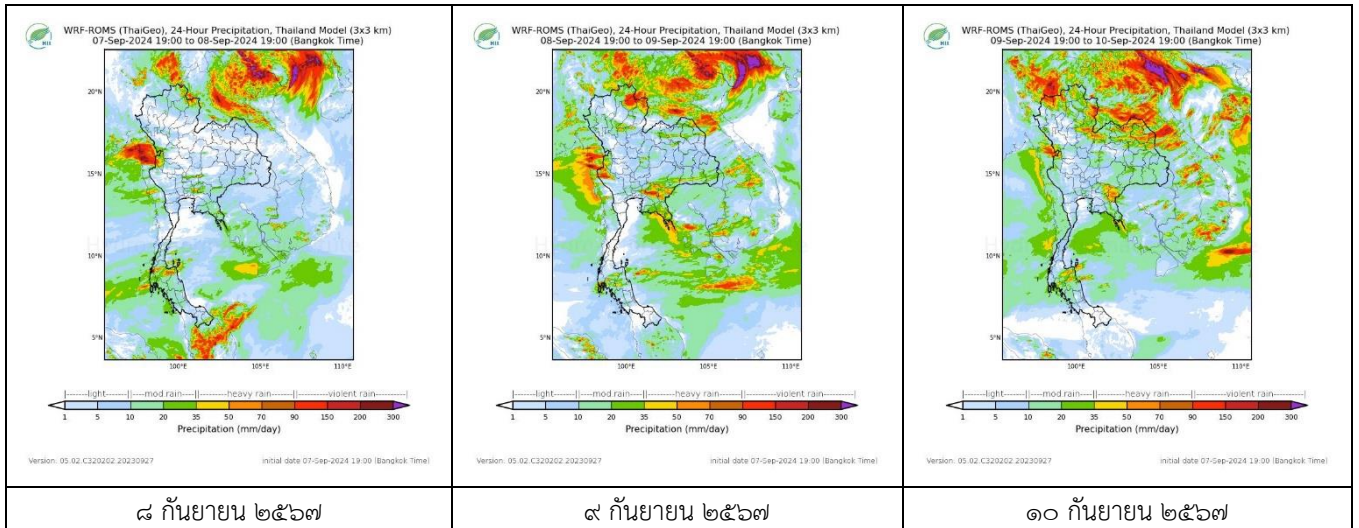 WRF-ROMS (ThaiGeo), 24-Hour Precipitation, Thailand Model (3x3 km)
07-Sep-2024 19:00 to 08-Sep-2024 19:00 (Bangkok Time)
20°N
15°N
10°N
5°N
100°E 105°E 110°E
light mod.rain heavy rain violent rain
1 5 10 20 35 50 70 90 150 200 300
Precipitation (mm/day)
Version: 05.02.C320202.20230927 initial date 07-Sep-2024 19:00 (Bangkok Time)
๘ กันยายน ๒๕๖๗
WRF-ROMS (ThaiGeo), 24-Hour Precipitation, Thailand Model (3x3 km)
08-Sep-2024 19:00 to 09-Sep-2024 19:00 (Bangkok Time)
20°N
15°N
10°N
5°N
100°E 105°E 110°E
light mod.rain heavy rain violent rain
1 5 10 20 35 50 70 90 150 200 300
Precipitation (mm/day)
Version: 05.02.C320202.20230927 initial date 07-Sep-2024 19:00 (Bangkok Time)
๙ กันยายน ๒๕๖๗
WRF-ROMS (ThaiGeo), 24-Hour Precipitation, Thailand Model (3x3 km)
09-Sep-2024 19:00 to 10-Sep-2024 19:00 (Bangkok Time)
20°N
15°N
10°N
5°N
100°E 105°E 110°E
light mod.rain heavy rain violent rain
1 5 10 20 35 50 70 90 150 200 300
Precipitation (mm/day)
Version: 05.02.C320202.20230927 initial date 07-Sep-2024 19:00 (Bangkok Time)
๑๐ กันยายน ๒๕๖๗